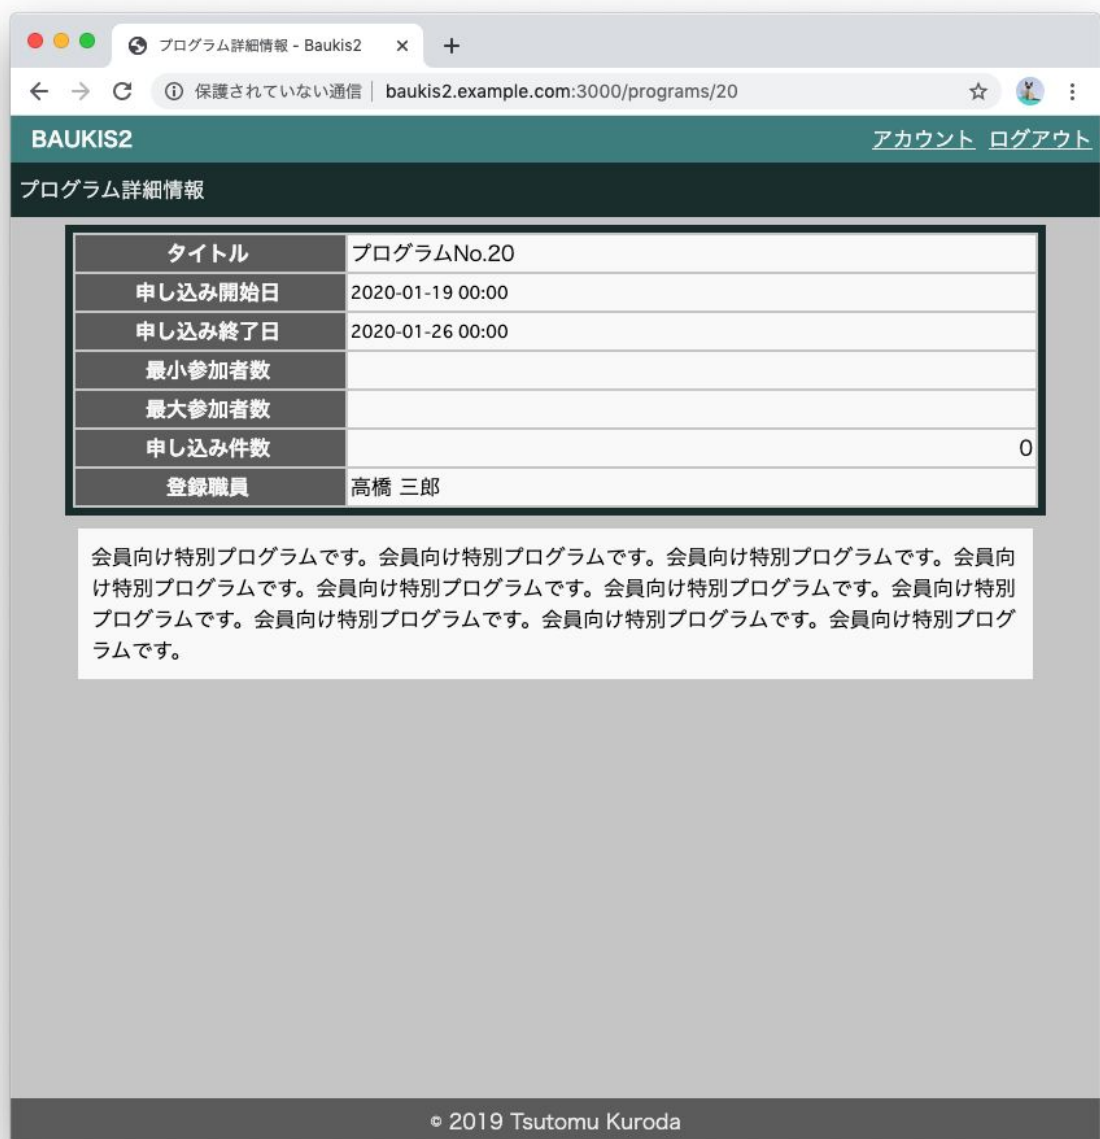 プログラム詳細情報 - Baukis2
保護されていない通信 | baukis2.example.com:3000/programs/20
BAUKIS2 アカウント ログアウト
プログラム詳細情報
タイトル プログラムNo.20
申し込み開始日 2020-01-19 00:00
申し込み終了日 2020-01-26 00:00
最小参加者数
最大参加者数
申し込み件数 0
登録職員 高橋 三郎
会員向け特別プログラムです。会員向け特別プログラムです。会員向け特別プログラムです。会員向
け特別プログラムです。会員向け特別プログラムです。会員向け特別プログラムです。会員向け特別
プログラムです。会員向け特別プログラムです。会員向け特別プログラムです。会員向け特別プログ
ラムです。
© 2019 Tsutomu Kuroda